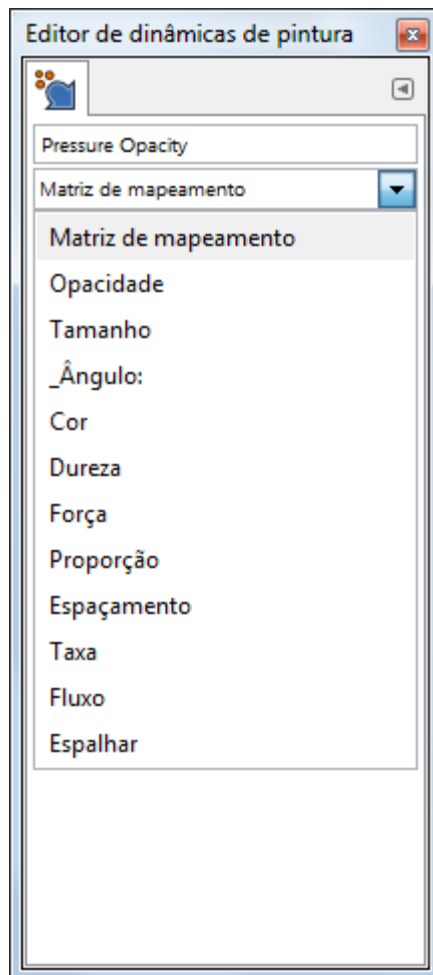 Editor de dinâmicas de pintura
Pressure Opacity
Matriz de mapeamento
Matriz de mapeamento
Opacidade
Tamanho
_Ângulo:
Cor
Dureza
Força
Proporção
Espaçamento
Taxa
Fluxo
Espalhar